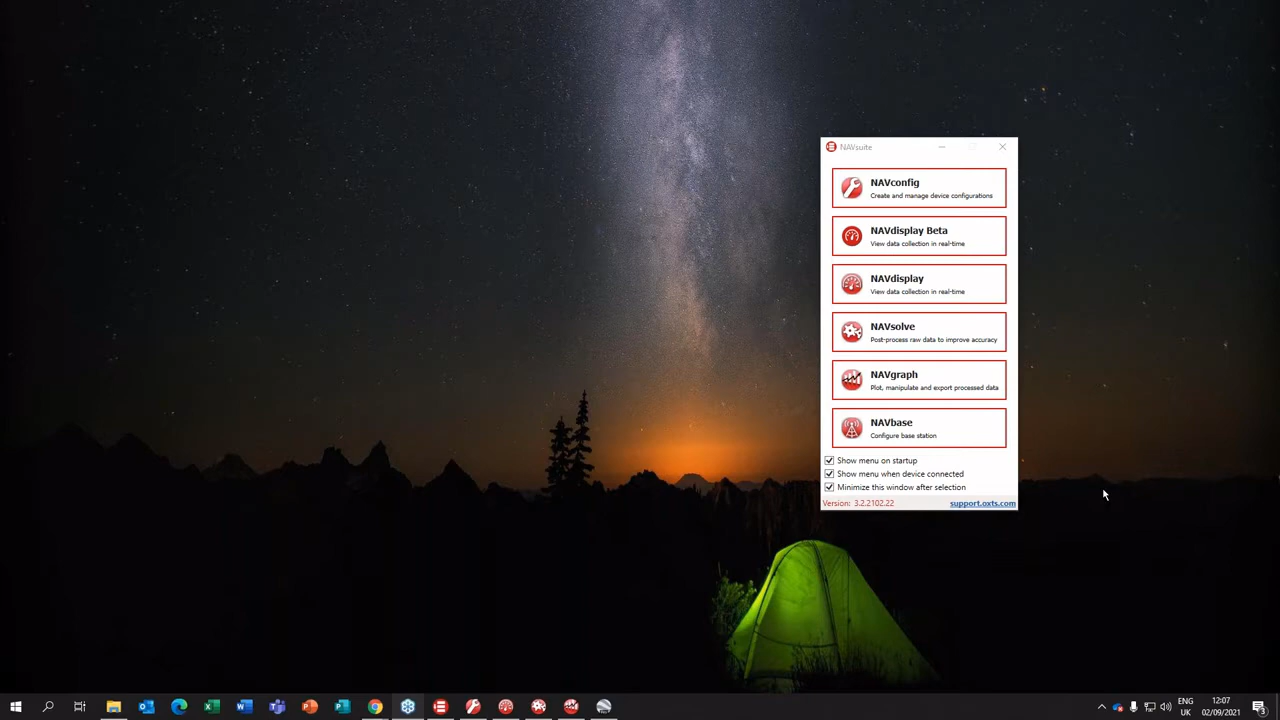 NAVsuite
NAVconfig
Create and manage device configurations
NAVdisplay Beta
View data collection in real-time
NAVdisplay
View data collection in real-time
NAVsolve
Post-process raw data to improve accuracy
NAVgraph
Plot, manipulate and export processed data
NAVbase
Configure base station
Show menu on startup
Show menu when device connected
Minimize this window after selection
Version: 3.2.2102.22 support.oxts.com
ENG 12:07
UK 02/09/2021